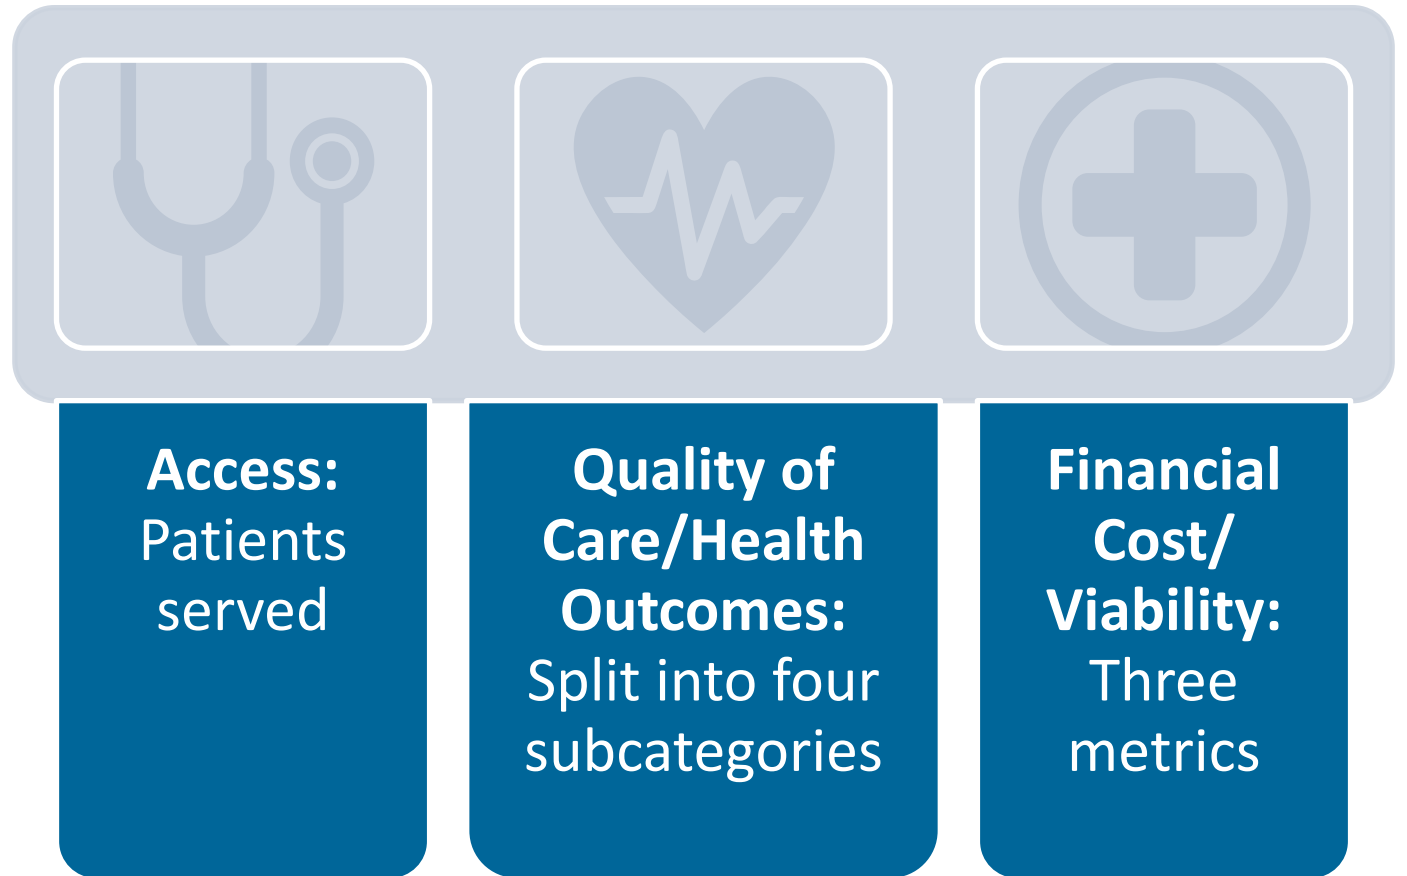 Access:
Patients
served
Quality of
Care/Health
Outcomes:
Split into four
subcategories
Financial
Cost/
Viability:
Three
metrics